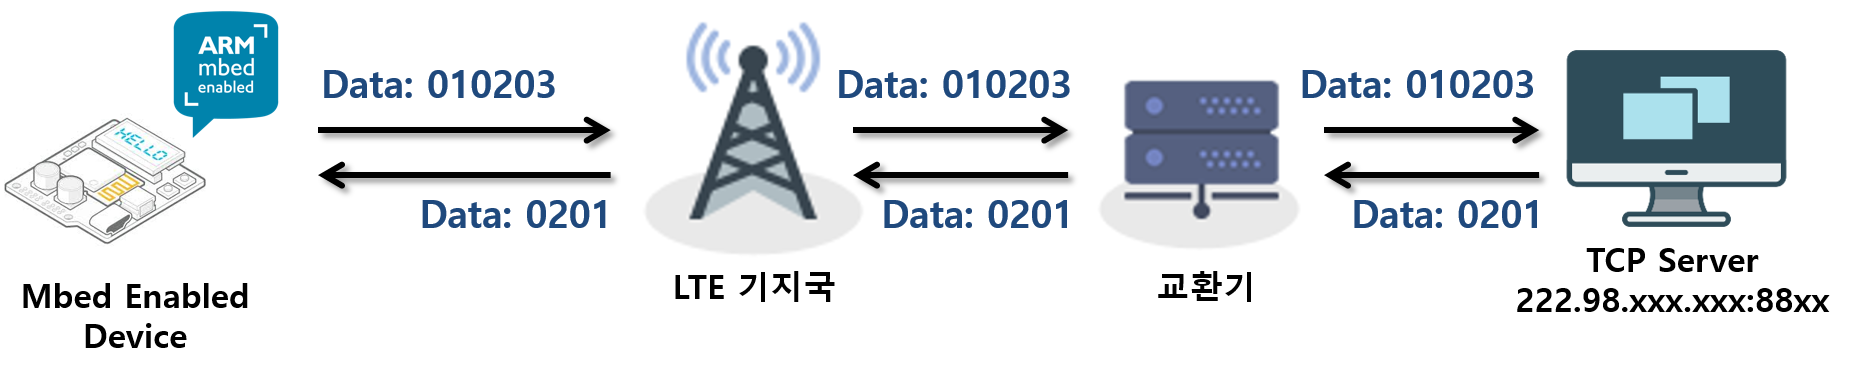 ARM
mbed
enabled
HELLO
Mbed Enabled
Device
Data: 010203
Data: 0201
LTE 기지국
Data: 010203
Data: 0201
교환기
Data: 010203
Data: 0201
TCP Server
222.98.xxx.xxx:88xx